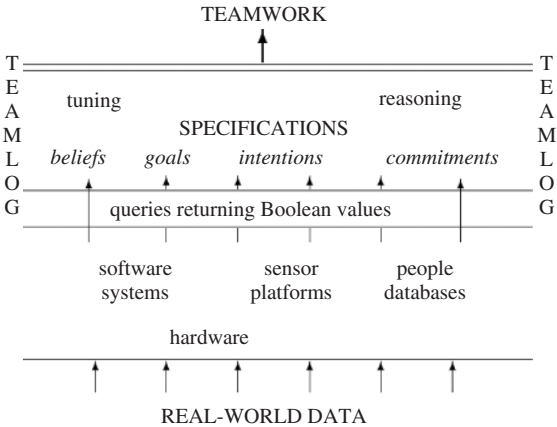 TEAMWORK
TEAMLOG
TEAMLOG
tuning
reasoning
SPECIFICATIONS
beliefs goals intentions commitments
queries returning Boolean values
software sensor people
systems platforms databases
hardware
REAL-WORLD DATA